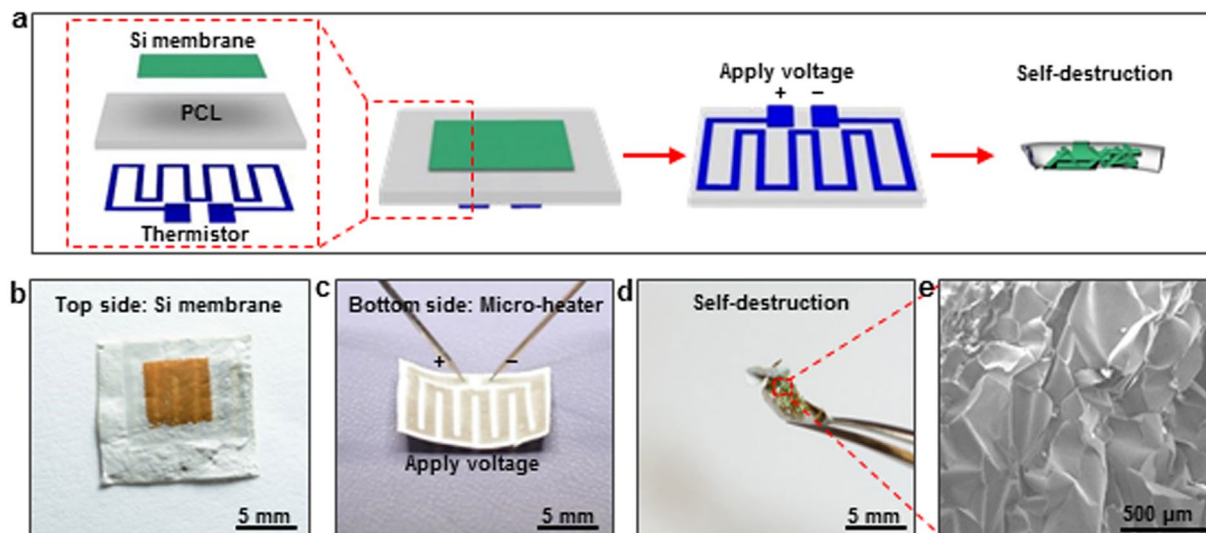 a
Si membrane
PCL
Thermistor
Apply voltage
+ −
Self-destruction
b
Top side: Si membrane
5 mm
c
Bottom side: Micro-heater
+ −
Apply voltage
5 mm
d
Self-destruction
5 mm
e
500 µm